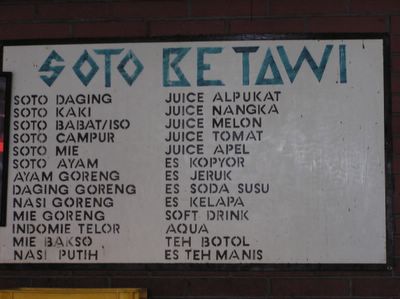 SOTO BETAWI
SOTO DAGING
SOTO KAKI
SOTO BABAT/ISO
SOTO CAMPUR
SOTO MIE
SOTO AYAM
AYAM GORENG
DAGING GORENG
NASI GORENG
MIE GORENG
INDOMIE TELOR
MIE BAKSO
NASI PUTIH
JUICE ALPUKAT
JUICE NANGKA
JUICE MELON
JUICE TOMAT
JUICE APEL
ES KOPYOR
ES JERUK
ES SODA SUSU
ES KELAPA
SOFT DRINK
AQUA
TEH BOTOL
ES TEH MANIS